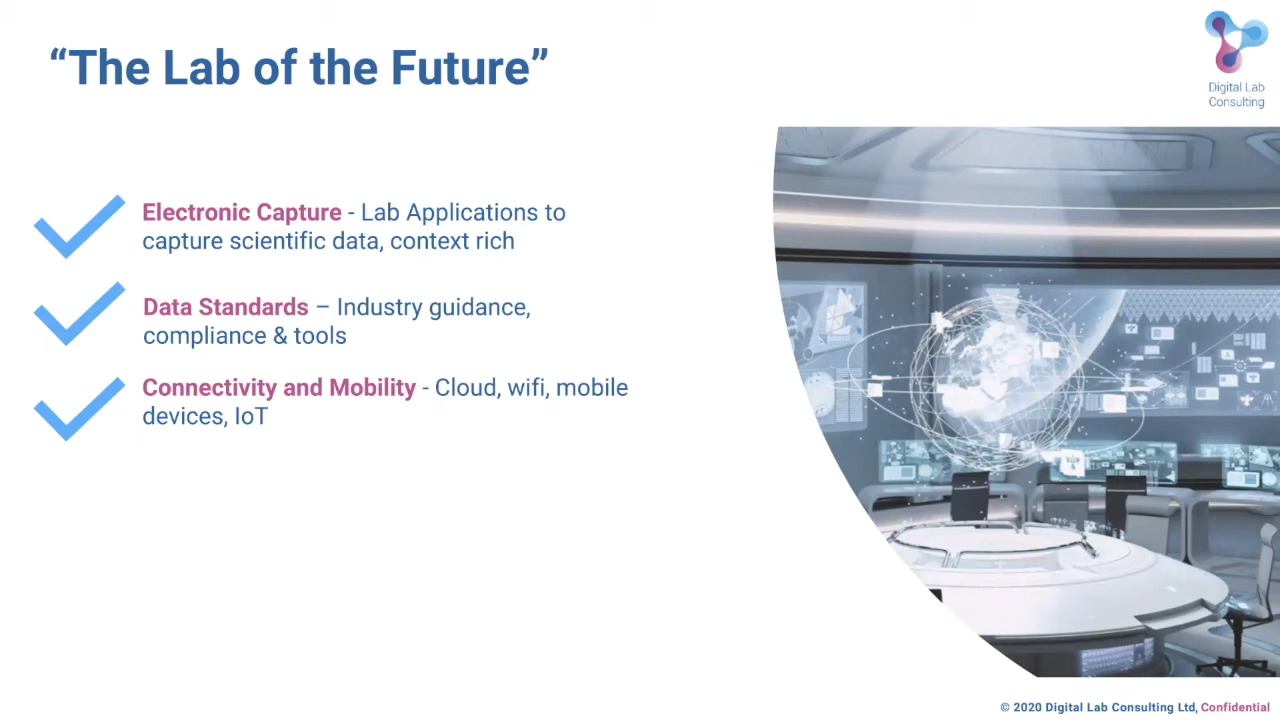 “The Lab of the Future”
Digital Lab
Consulting
Electronic Capture - Lab Applications to
capture scientific data, context rich
Data Standards – Industry guidance,
compliance & tools
Connectivity and Mobility - Cloud, wifi, mobile
devices, IoT
© 2020 Digital Lab Consulting Ltd, Confidential